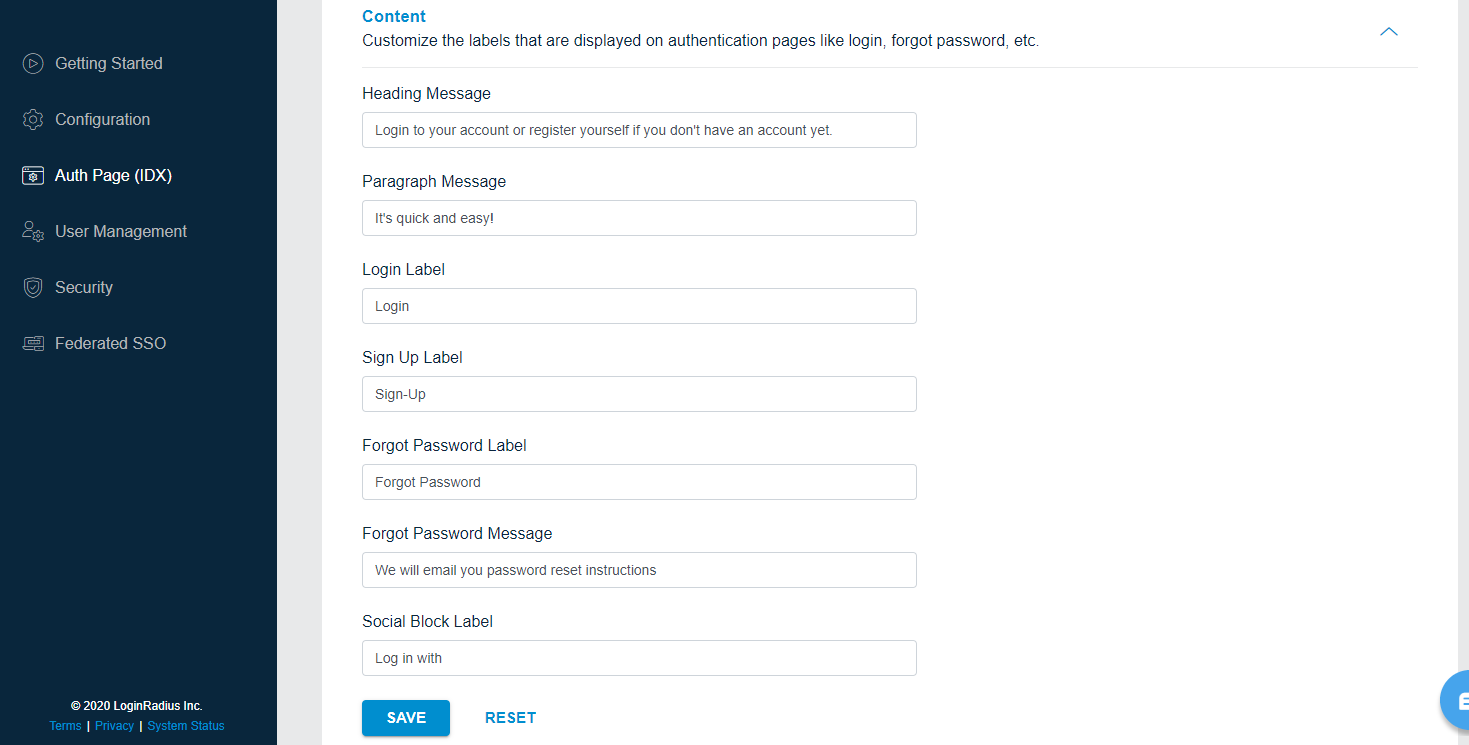 Getting Started
Configuration
Auth Page (IDX)
User Management
Security
Federated SSO
© 2020 LoginRadius Inc.
Terms | Privacy | System Status
Content
Customize the labels that are displayed on authentication pages like login, forgot password, etc.
Heading Message
Login to your account or register yourself if you don't have an account yet.
Paragraph Message
It's quick and easy!
Login Label
Login
Sign Up Label
Sign-Up
Forgot Password Label
Forgot Password
Forgot Password Message
We will email you password reset instructions
Social Block Label
Log in with
SAVE RESET